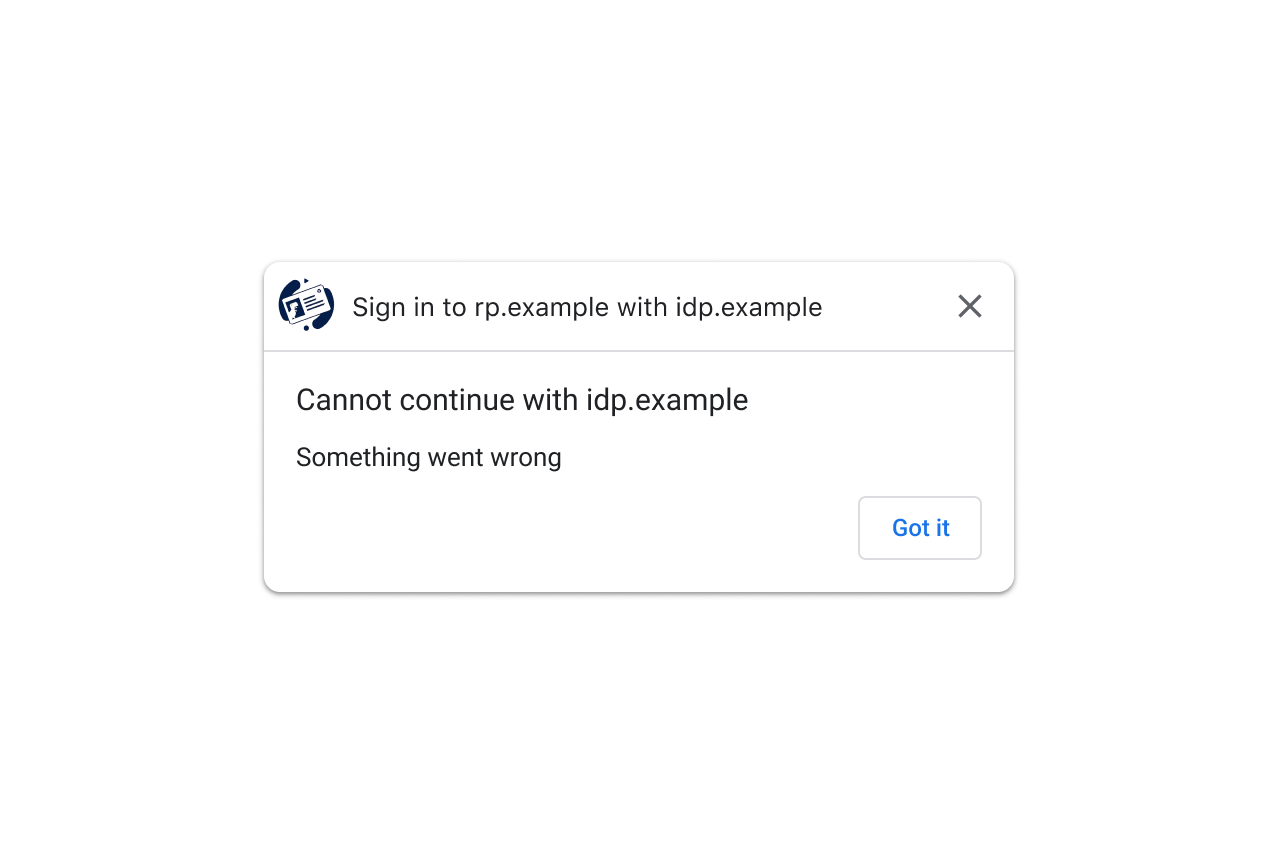 Sign in to rp.example with idp.example
Cannot continue with idp.example
Something went wrong
Got it